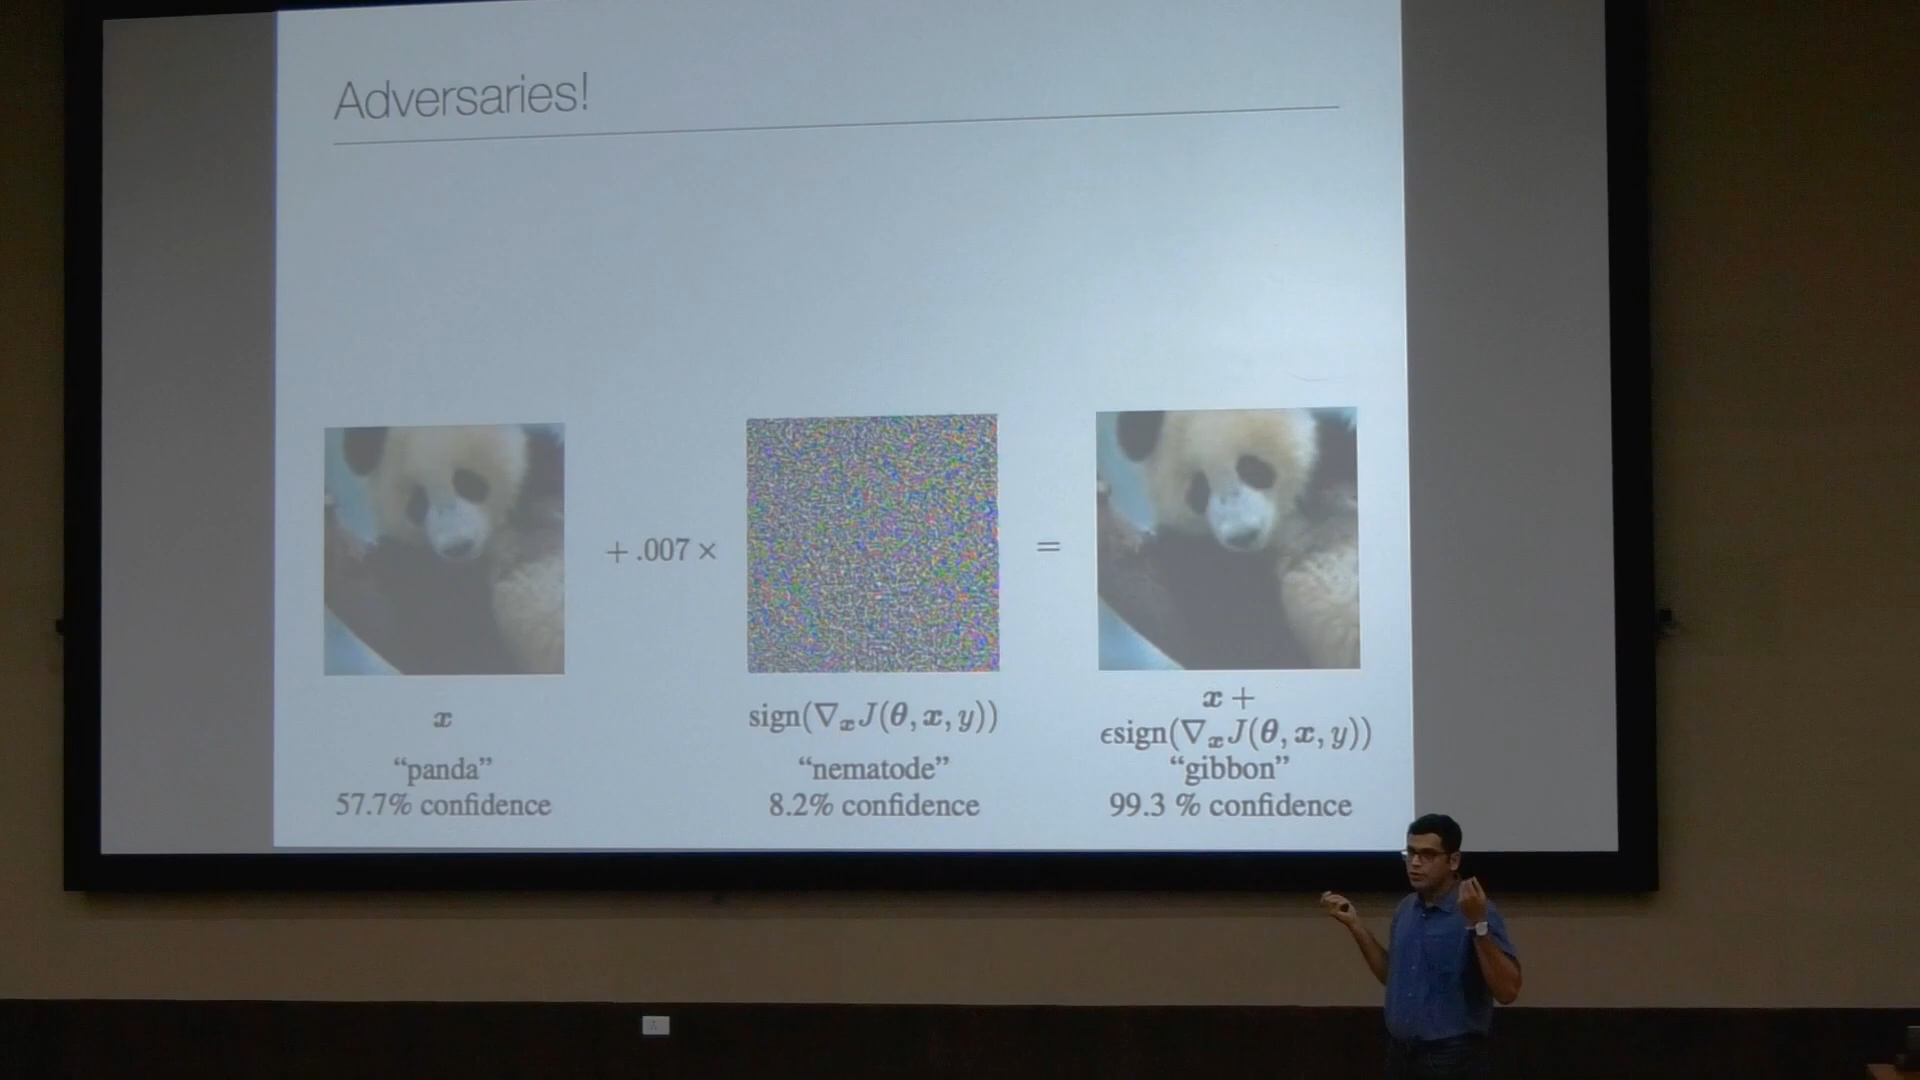 Adversaries!
+ .007 ×
=
x
sign(∇ₓJ(θ, x, y))
x +
ϵsign(∇ₓJ(θ, x, y))
“panda”
“nematode”
“gibbon”
57.7% confidence
8.2% confidence
99.3 % confidence